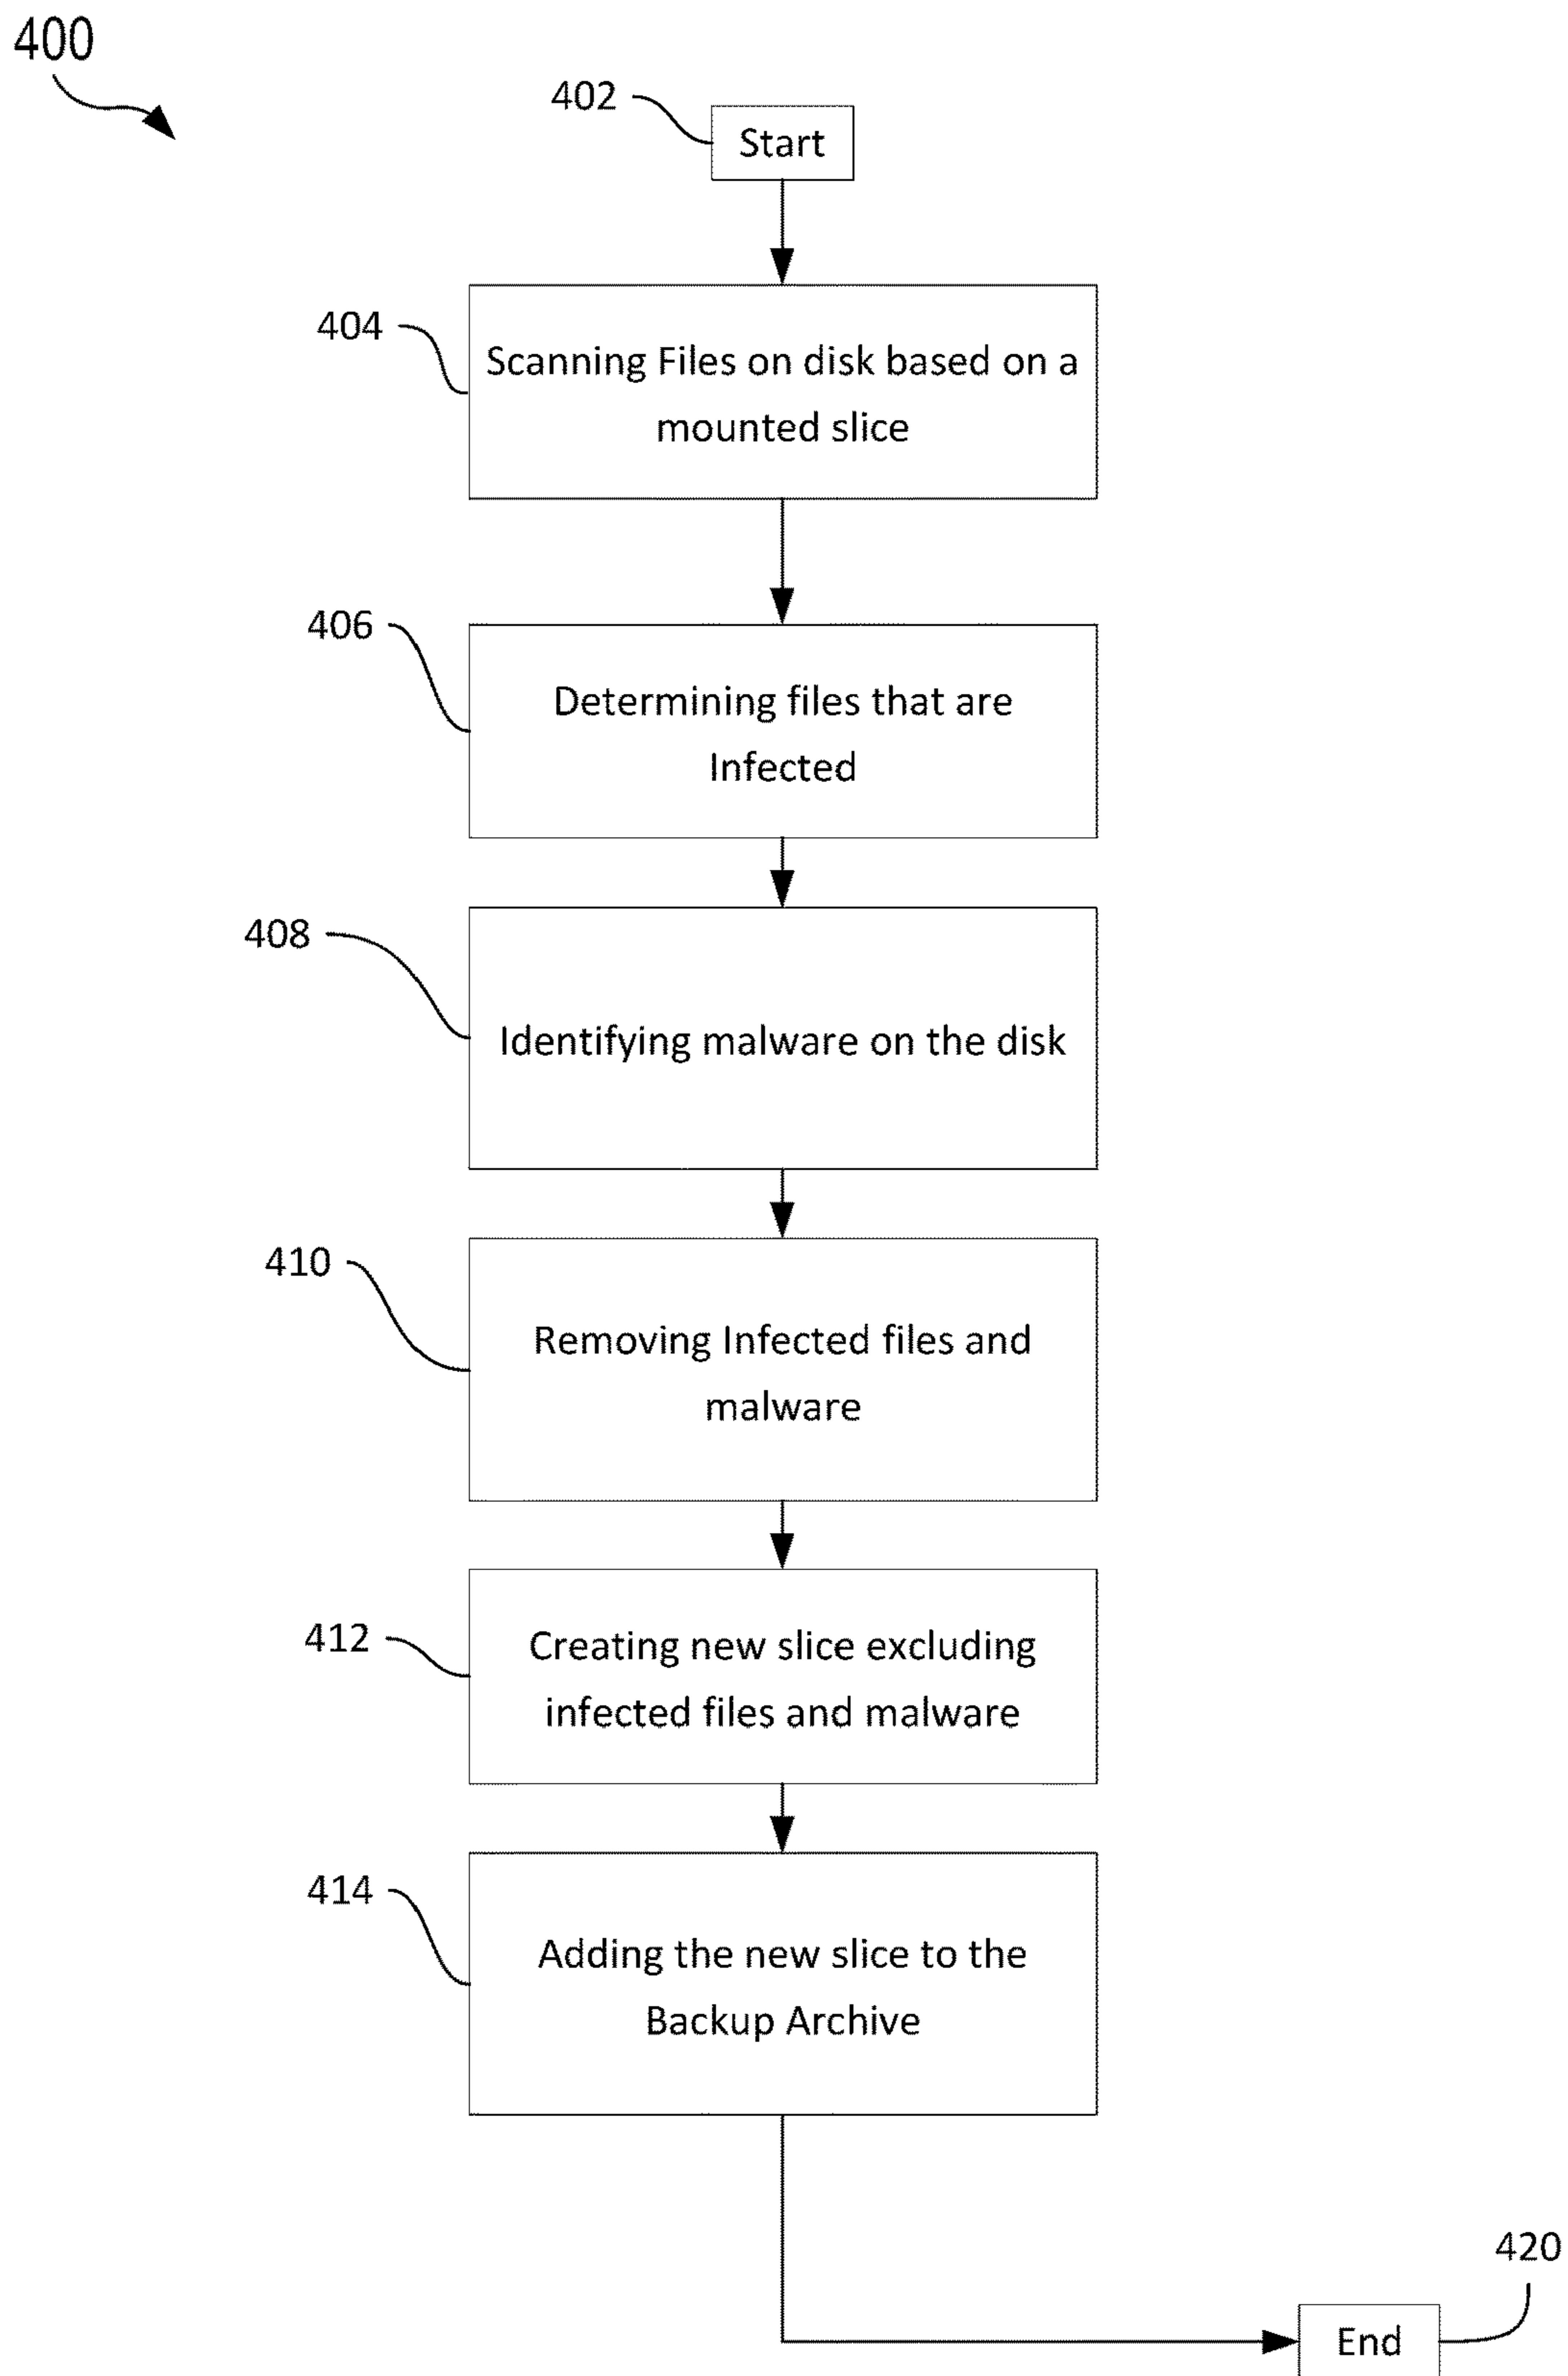 400
402
Start
404
Scanning Files on disk based on a
mounted slice
406
Determining files that are
Infected
408
Identifying malware on the disk
410
Removing Infected files and
malware
412
Creating new slice excluding
infected files and malware
414
Adding the new slice to the
Backup Archive
420
End